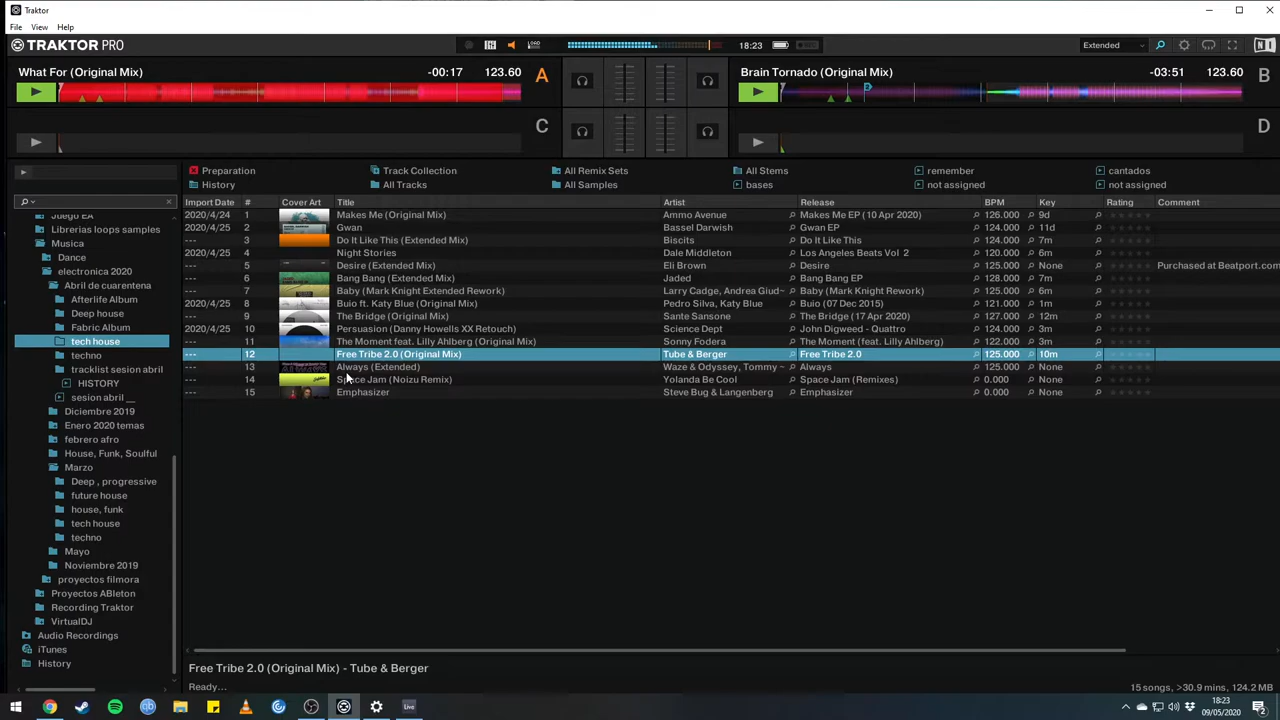 Traktor
File View Help
TRAKTOR PRO
LOAD
18:23
Extended
What For (Original Mix) -00:17 123.60 A
Brain Tornado (Original Mix) -03:51 123.60 B
C
D
Preparation Track Collection All Remix Sets All Stems remember cantados
History All Tracks All Samples bases not assigned not assigned
Import Date # Cover Art Title Artist Release BPM Key Rating Comment
2020/4/24 1 Makes Me (Original Mix) Ammo Avenue Makes Me EP (10 Apr 2020) 126.000 9d
2020/4/25 2 Gwan Bassel Darwish Gwan EP 124.000 11d
--- 3 Do It Like This (Extended Mix) Biscits Do It Like This 124.000 7m
2020/4/25 4 Night Stories Dale Middleton Los Angeles Beats Vol 2 120.000 6m
--- 5 Desire (Extended Mix) Eli Brown Desire 125.000 None Purchased at Beatport.com
--- 6 Bang Bang (Extended Mix) Jaded Bang Bang EP 124.000 7m
--- 7 Baby (Mark Knight Extended Rework) Larry Cadge, Andrea Giud~ Baby (Mark Knight Rework) 124.000 7m
2020/4/25 8 Buio ft. Katy Blue (Original Mix) Pedro Silva, Katy Blue Buio (07 Dec 2015) 121.000 1m
--- 9 The Bridge (Original Mix) Sante Sansone The Bridge (17 Apr 2020) 126.000 12m
2020/4/25 10 Persuasion (Danny Howells XX Retouch) Science Dept John Digweed - Quattro 124.000 3m
--- 11 The Moment feat. Lilly Ahlberg (Original Mix) Sonny Fodera The Moment (feat. Lilly Ahlberg) 124.000 3m
--- 12 Free Tribe 2.0 (Original Mix) Tube & Berger Free Tribe 2.0 125.000 10m
--- 13 Always (Extended) Waze & Odyssey, Tommy ~ Always 125.000 None
--- 14 Space Jam (Noizu Remix) Yolanda Be Cool Space Jam (Remixes) 0.000 None
--- 15 Emphasizer Steve Bug & Langenberg Emphasizer 0.000 None
Juego EA
Librerias loops samples
Musica
Dance
electronica 2020
Abril de cuarentena
Afterlife Album
Deep house
Fabric Album
tech house
techno
tracklist sesion abril
HISTORY
sesion abril __
Diciembre 2019
Enero 2020 temas
febrero afro
House, Funk, Soulful
Marzo
Deep , progressive
future house
house, funk
tech house
techno
Mayo
Noviembre 2019
proyectos filmora
Proyectos ABleton
Recording Traktor
VirtualDJ
Audio Recordings
iTunes
History
Free Tribe 2.0 (Original Mix) - Tube & Berger
Ready...
15 songs, >30.9 mins, 124.2 MB
Live
18:23
09/05/2020
2